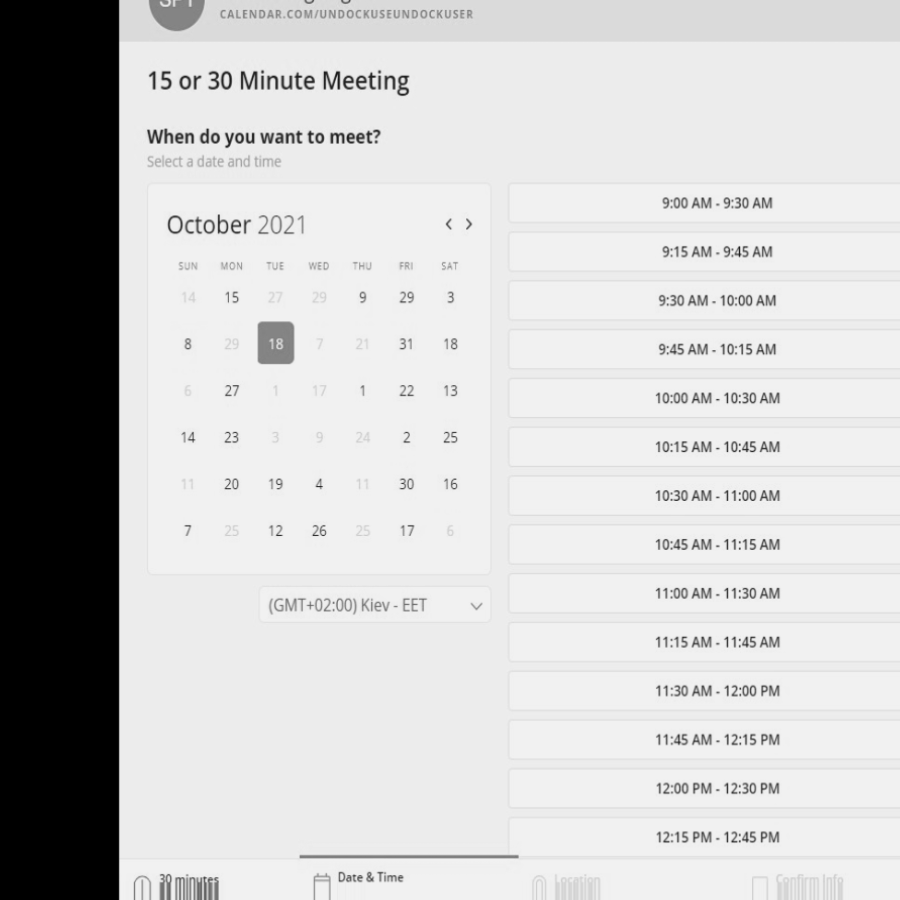 CALENDAR.COM/UNDOCKUSEUNDOCKUSER
15 or 30 Minute Meeting
When do you want to meet?
Select a date and time
October 2021
SUN MON TUE WED THU FRI SAT
14 15 27 29 9 29 3
8 29 18 7 21 31 18
6 27 1 17 1 22 13
14 23 3 9 24 2 25
11 20 19 4 11 30 16
7 25 12 26 25 17 6
(GMT+02:00) Kiev - EET
9:00 AM - 9:30 AM
9:15 AM - 9:45 AM
9:30 AM - 10:00 AM
9:45 AM - 10:15 AM
10:00 AM - 10:30 AM
10:15 AM - 10:45 AM
10:30 AM - 11:00 AM
10:45 AM - 11:15 AM
11:00 AM - 11:30 AM
11:15 AM - 11:45 AM
11:30 AM - 12:00 PM
11:45 AM - 12:15 PM
12:00 PM - 12:30 PM
12:15 PM - 12:45 PM
30 minutes
Date & Time
Location
Confirm Info